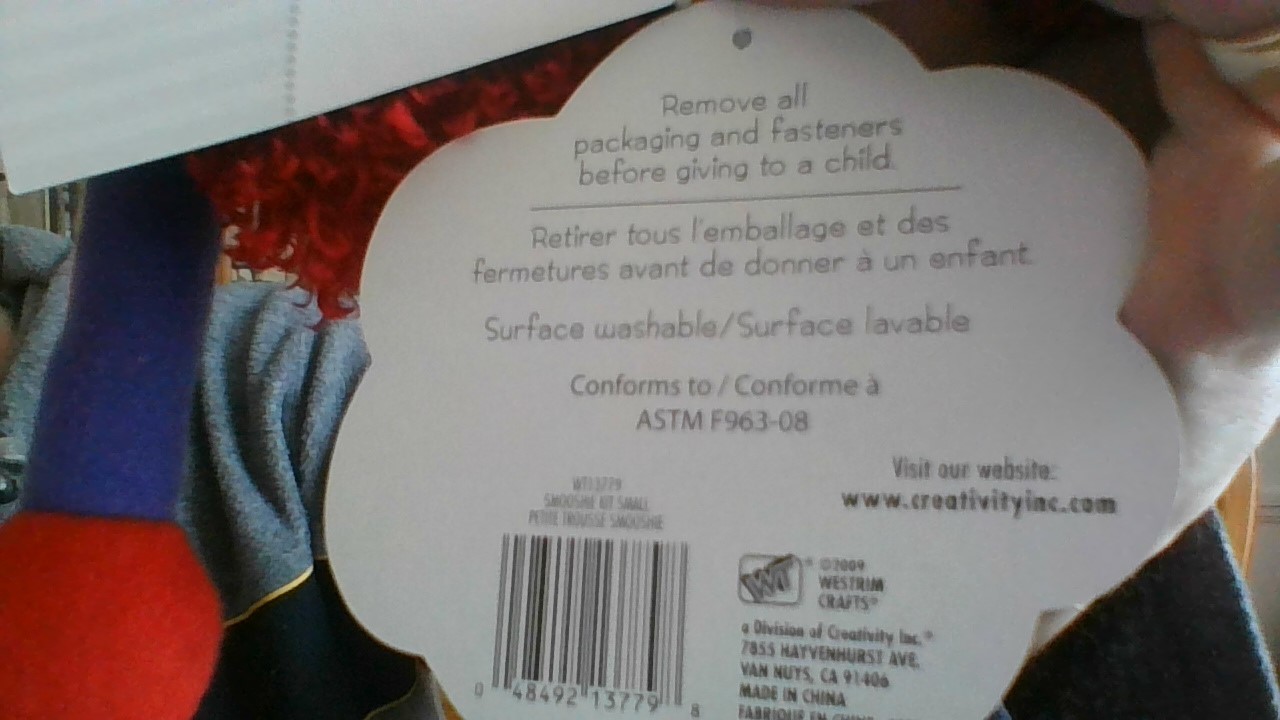 Remove all
packaging and fasteners
before giving to a child.
Retirer tous l'emballage et des
fermetures avant de donner à un enfant.
Surface washable/Surface lavable
Conforms to / Conforme à
ASTM F963-08
Visit our website:
www.creativityinc.com
WT13779
SMOOSHIE KIT SMALL
PETITE TROUSSE SMOOSHIE
0 48492 13779 8
WT ® ©2009
WESTRIM
CRAFTS®
a Division of Creativity Inc.®
7855 HAYVENHURST AVE.
VAN NUYS, CA 91406
MADE IN CHINA
FABRIQUÉ EN CHINE